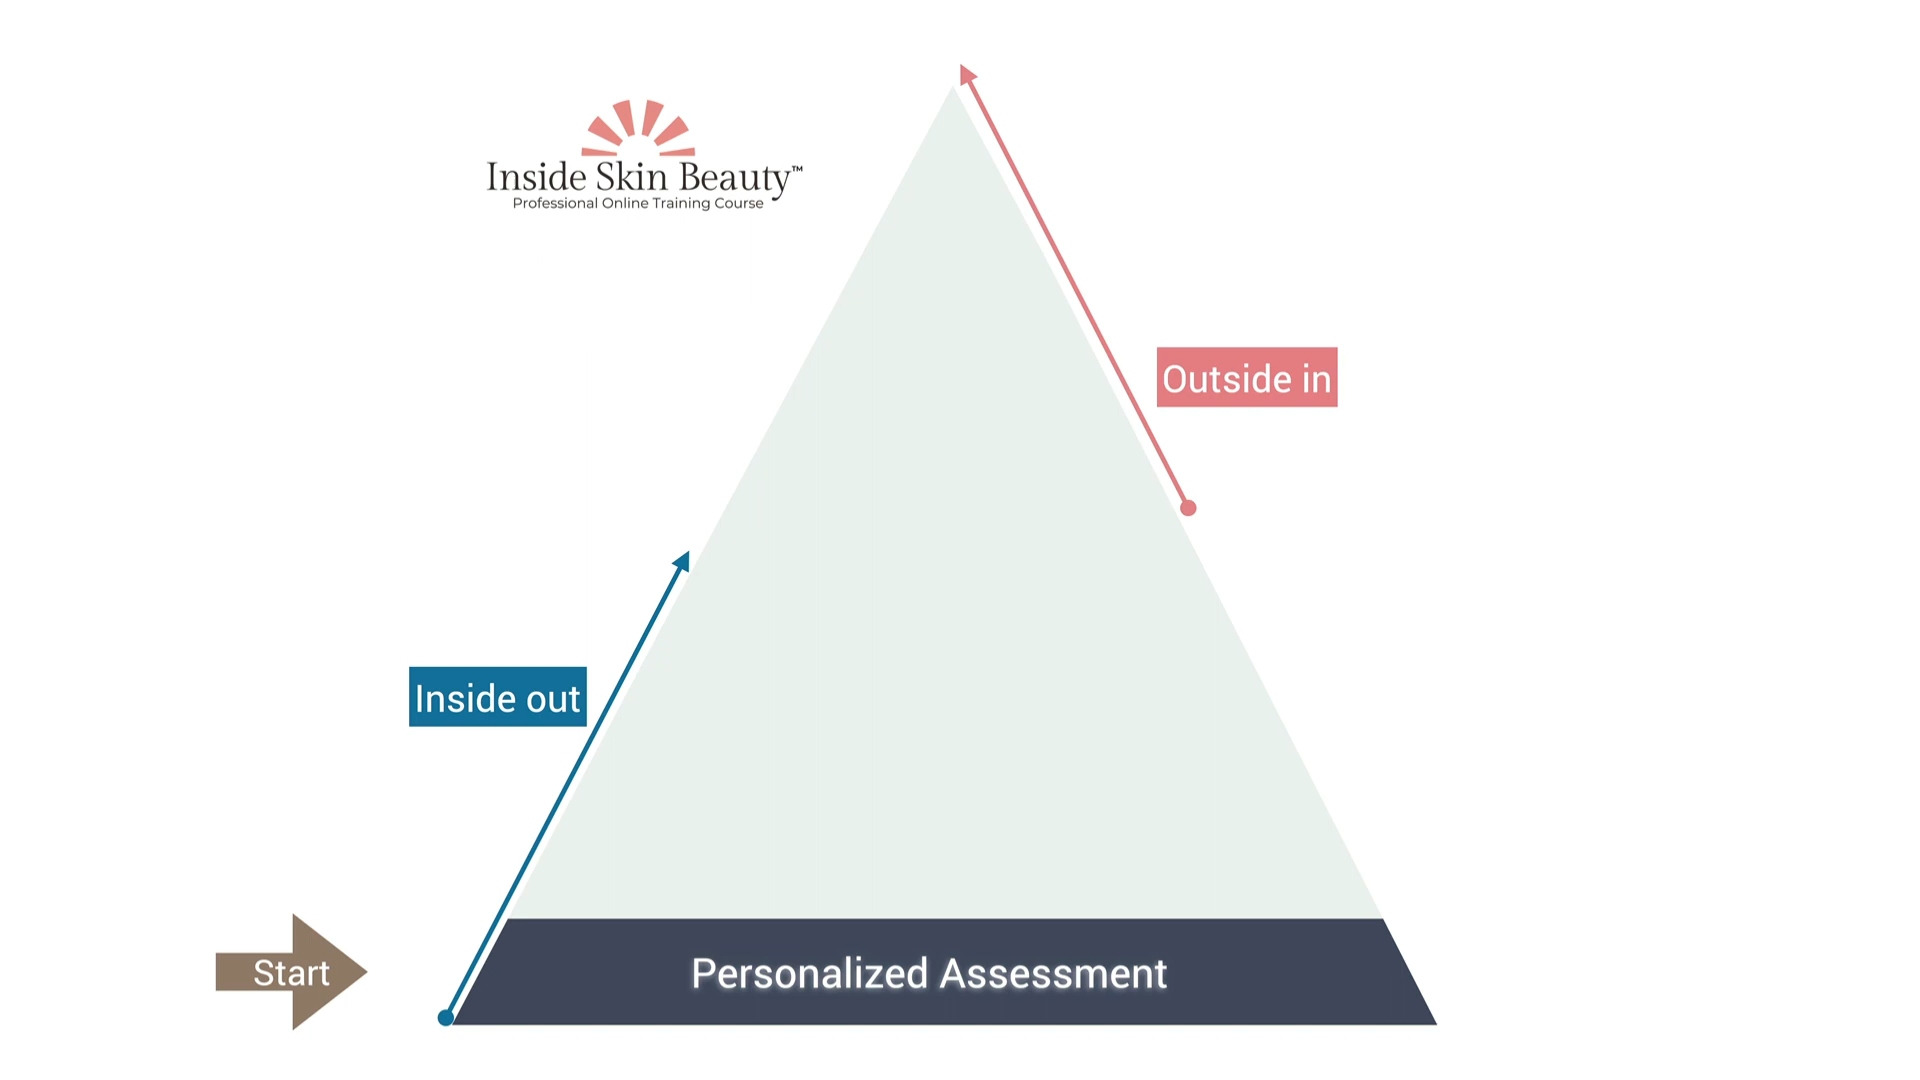 Inside Skin Beauty™
Professional Online Training Course
Outside in
Inside out
Start
Personalized Assessment